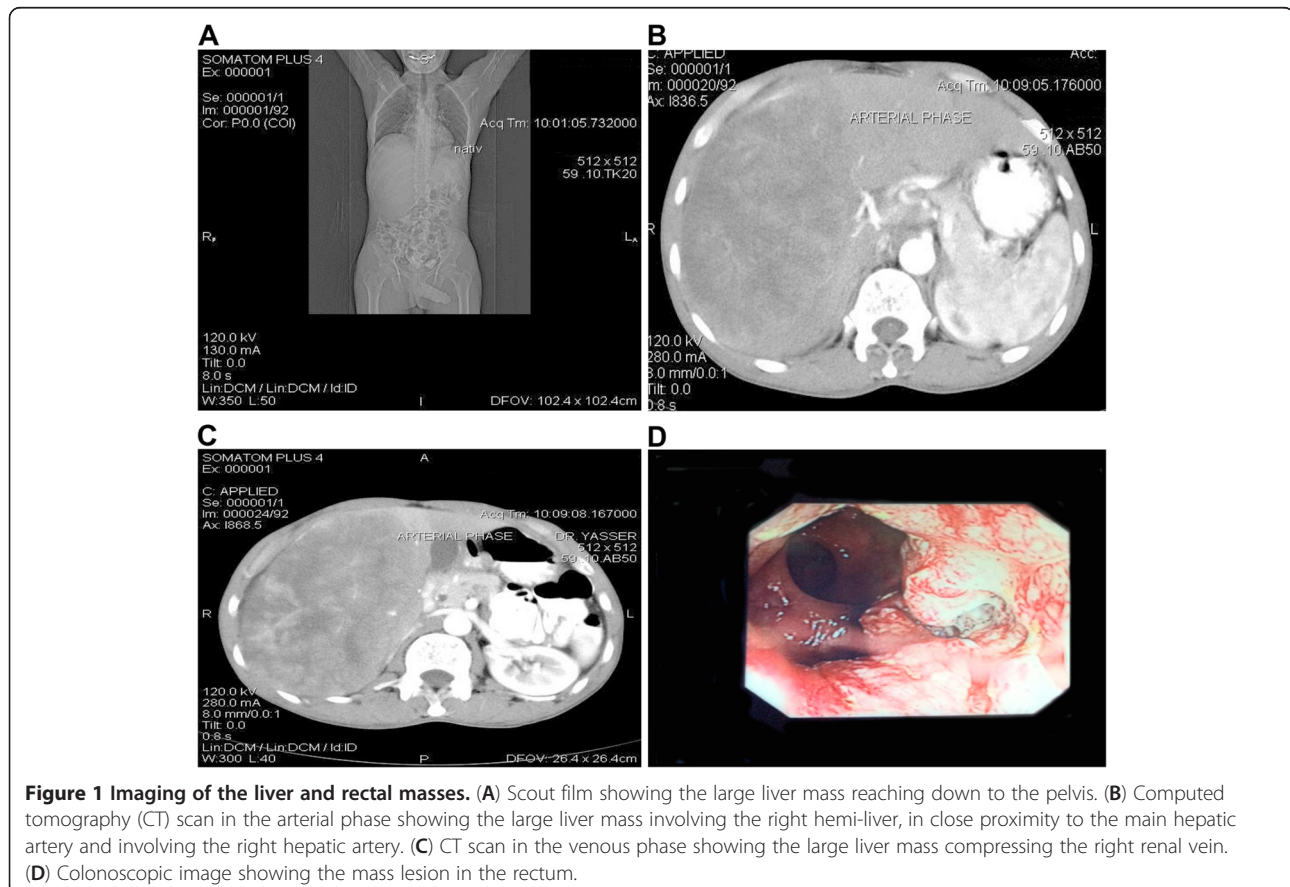 A
SOMATOM PLUS 4
Ex: 000001
Se: 000001/1
Im: 000001/92
Cor: P0.0 (COI)
S
Acq Tm: 10:01:05.732000
nativ
512 x 512
59 .10.TK20
R
L
120.0 kV
130.0 mA
Tilt: 0.0
8.0 s
Lin:DCM / Lin:DCM / Id:ID
W:350 L:50
I
DFOV: 102.4 x 102.4cm
B
C: APPLIED
Se: 000001/1
Im: 000020/92
Ax: I836.5
Acc:
Acq Tm: 10:09:05.176000
ARTERIAL PHASE
512 x 512
59 .10.AB50
R
L
120.0 kV
280.0 mA
8.0 mm/0.0:1
Tilt: 0.0
0.8 s
C
SOMATOM PLUS 4
Ex: 000001
A
C: APPLIED
Se: 000001/1
Im: 000024/92
Ax: I868.5
Acq Tm: 10:09:08.167000
ARTERIAL PHASE
DR. YASSER
512 x 512
59 .10.AB50
R
L
120.0 kV
280.0 mA
8.0 mm/0.0:1
Tilt: 0.0
0.8 s
Lin:DCM / Lin:DCM / Id:ID
W:300 L:40
P
DFOV: 26.4 x 26.4cm
D
Figure 1 Imaging of the liver and rectal masses. (A) Scout film showing the large liver mass reaching down to the pelvis. (B) Computed
tomography (CT) scan in the arterial phase showing the large liver mass involving the right hemi-liver, in close proximity to the main hepatic
artery and involving the right hepatic artery. (C) CT scan in the venous phase showing the large liver mass compressing the right renal vein.
(D) Colonoscopic image showing the mass lesion in the rectum.